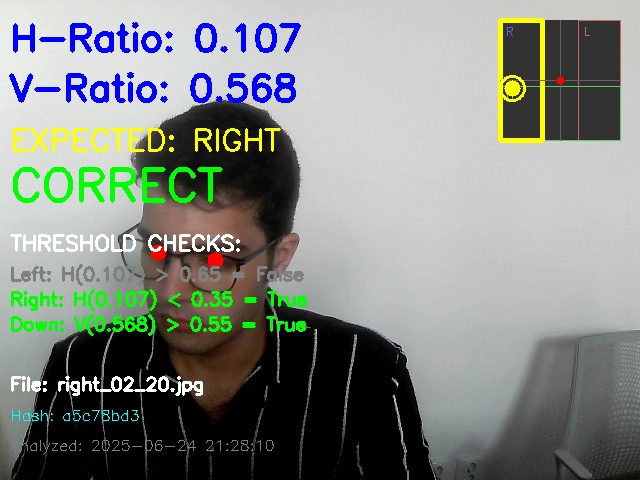 H-Ratio: 0.107
V-Ratio: 0.568
EXPECTED: RIGHT
CORRECT
THRESHOLD CHECKS:
Left: H(0.107) > 0.65 = False
Right: H(0.107) < 0.35 = True
Down: V(0.568) > 0.55 = True
File: right_02_20.jpg
Hash: a5c78bd3
Analyzed: 2025-06-24 21:28:10
R
L